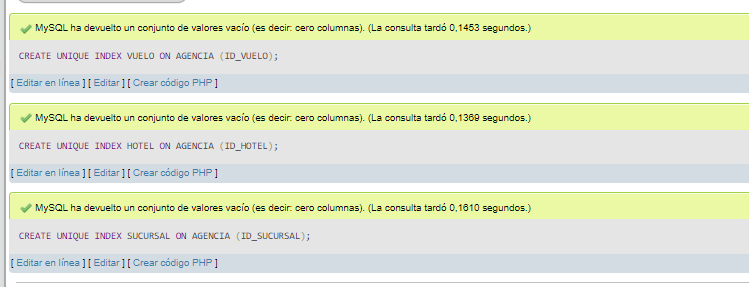 MySQL ha devuelto un conjunto de valores vacío (es decir: cero columnas). (La consulta tardó 0,1453 segundos.)
CREATE UNIQUE INDEX VUELO ON AGENCIA (ID_VUELO);
[ Editar en línea ] [ Editar ] [ Crear código PHP ]
MySQL ha devuelto un conjunto de valores vacío (es decir: cero columnas). (La consulta tardó 0,1369 segundos.)
CREATE UNIQUE INDEX HOTEL ON AGENCIA (ID_HOTEL);
[ Editar en línea ] [ Editar ] [ Crear código PHP ]
MySQL ha devuelto un conjunto de valores vacío (es decir: cero columnas). (La consulta tardó 0,1610 segundos.)
CREATE UNIQUE INDEX SUCURSAL ON AGENCIA (ID_SUCURSAL);
[ Editar en línea ] [ Editar ] [ Crear código PHP ]